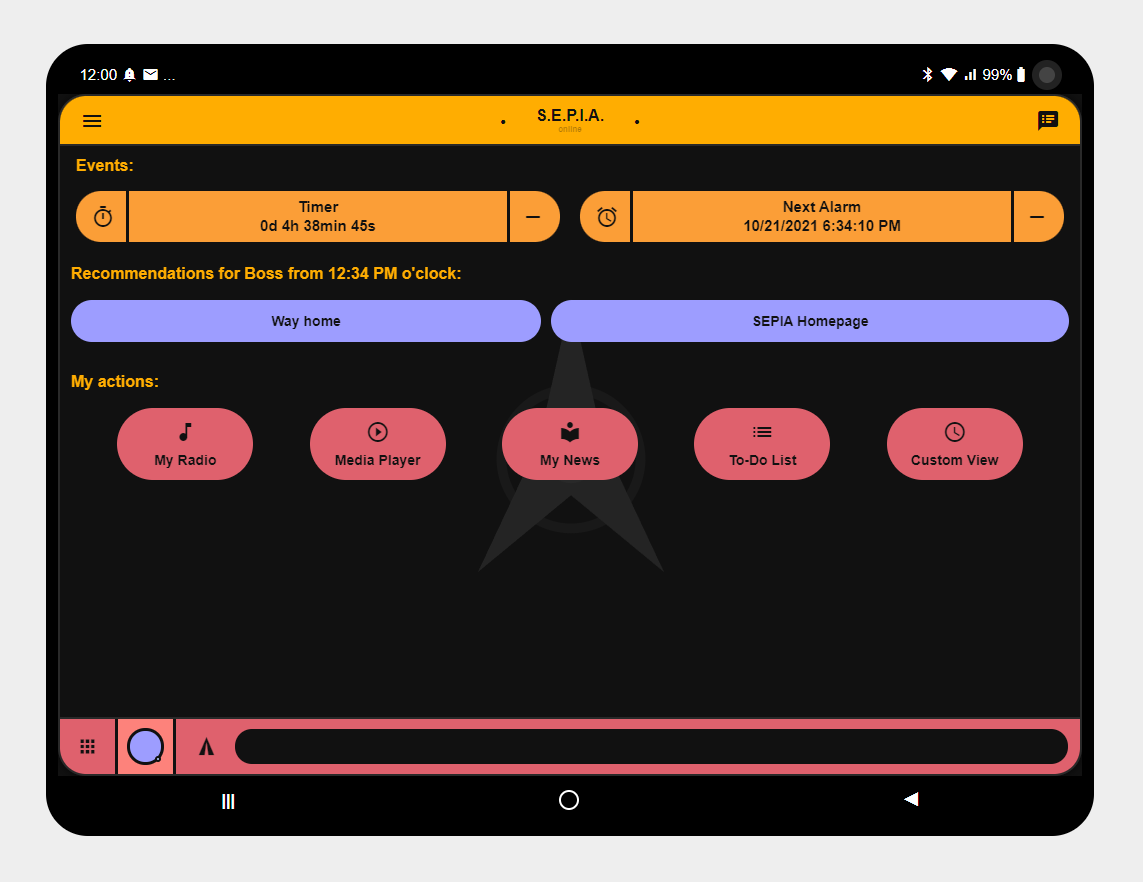 12:00 ... 99%
S.E.P.I.A.
online
Events:
Timer
0d 4h 38min 45s
Next Alarm
10/21/2021 6:34:10 PM
Recommendations for Boss from 12:34 PM o'clock:
Way home
SEPIA Homepage
My actions:
My Radio
Media Player
My News
To-Do List
Custom View